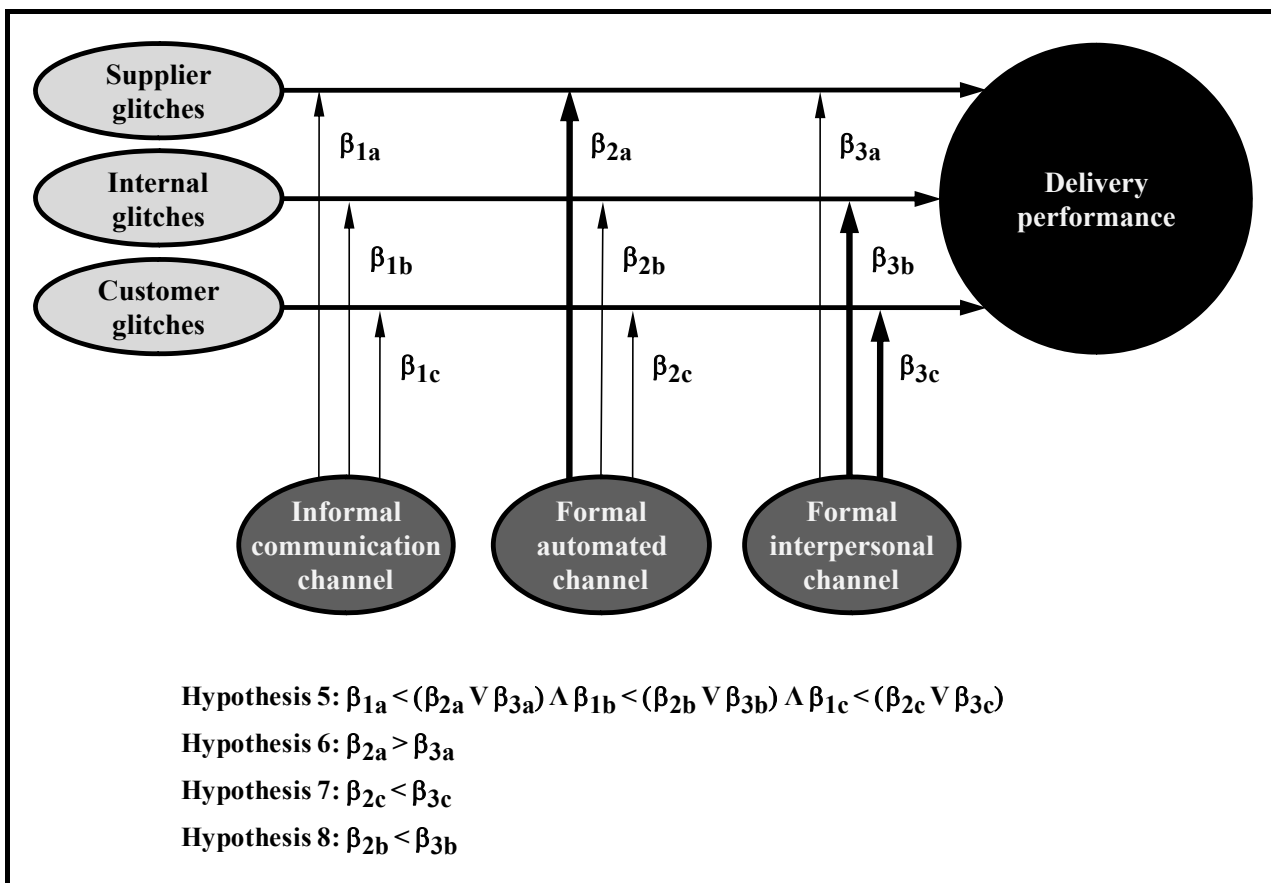 Supplier
glitches
β1a
β2a
β3a
Internal
glitches
Delivery
performance
β1b
β2b
β3b
Customer
glitches
β1c
β2c
β3c
Informal
communication
channel
Formal
automated
channel
Formal
interpersonal
channel
Hypothesis 5: β1a < (β2a V β3a) Λ β1b < (β2b V β3b) Λ β1c < (β2c V β3c)
Hypothesis 6: β2a > β3a
Hypothesis 7: β2c < β3c
Hypothesis 8: β2b < β3b